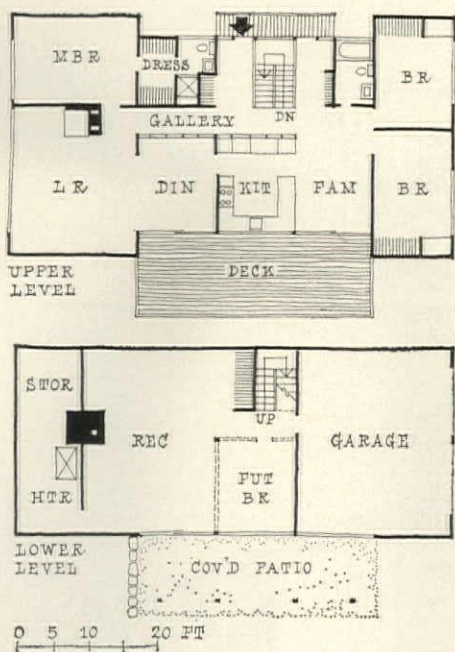 MBR
DRESS
BR
GALLERY
DN
LR
DIN
KIT
FAM
BR
DECK
UPPER
LEVEL
STOR
REC
UP
GARAGE
FUT
BR
HTR
LOWER
LEVEL
COV'D PATIO
0 5 10 20 FT